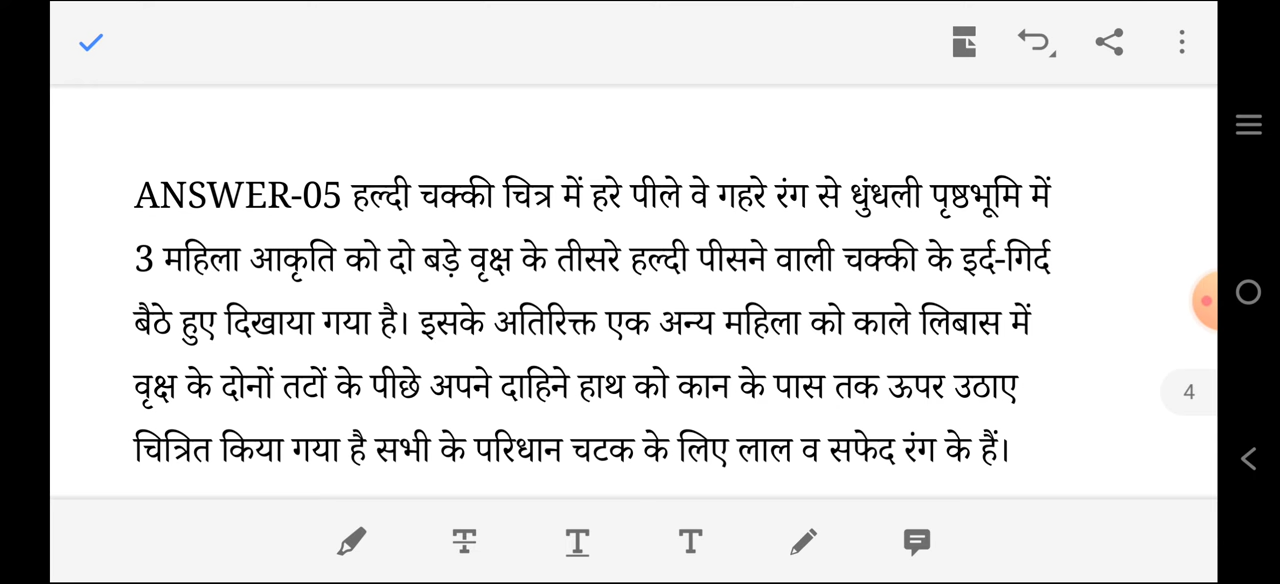 ANSWER-05 हल्दी चक्की चित्र में हरे पीले वे गहरे रंग से धुंधली पृष्ठभूमि में
3 महिला आकृति को दो बड़े वृक्ष के तीसरे हल्दी पीसने वाली चक्की के इर्द-गिर्द
बैठे हुए दिखाया गया है। इसके अतिरिक्त एक अन्य महिला को काले लिबास में
वृक्ष के दोनों तटों के पीछे अपने दाहिने हाथ को कान के पास तक ऊपर उठाए
चित्रित किया गया है सभी के परिधान चटक के लिए लाल व सफेद रंग के हैं।
4
T
T
T